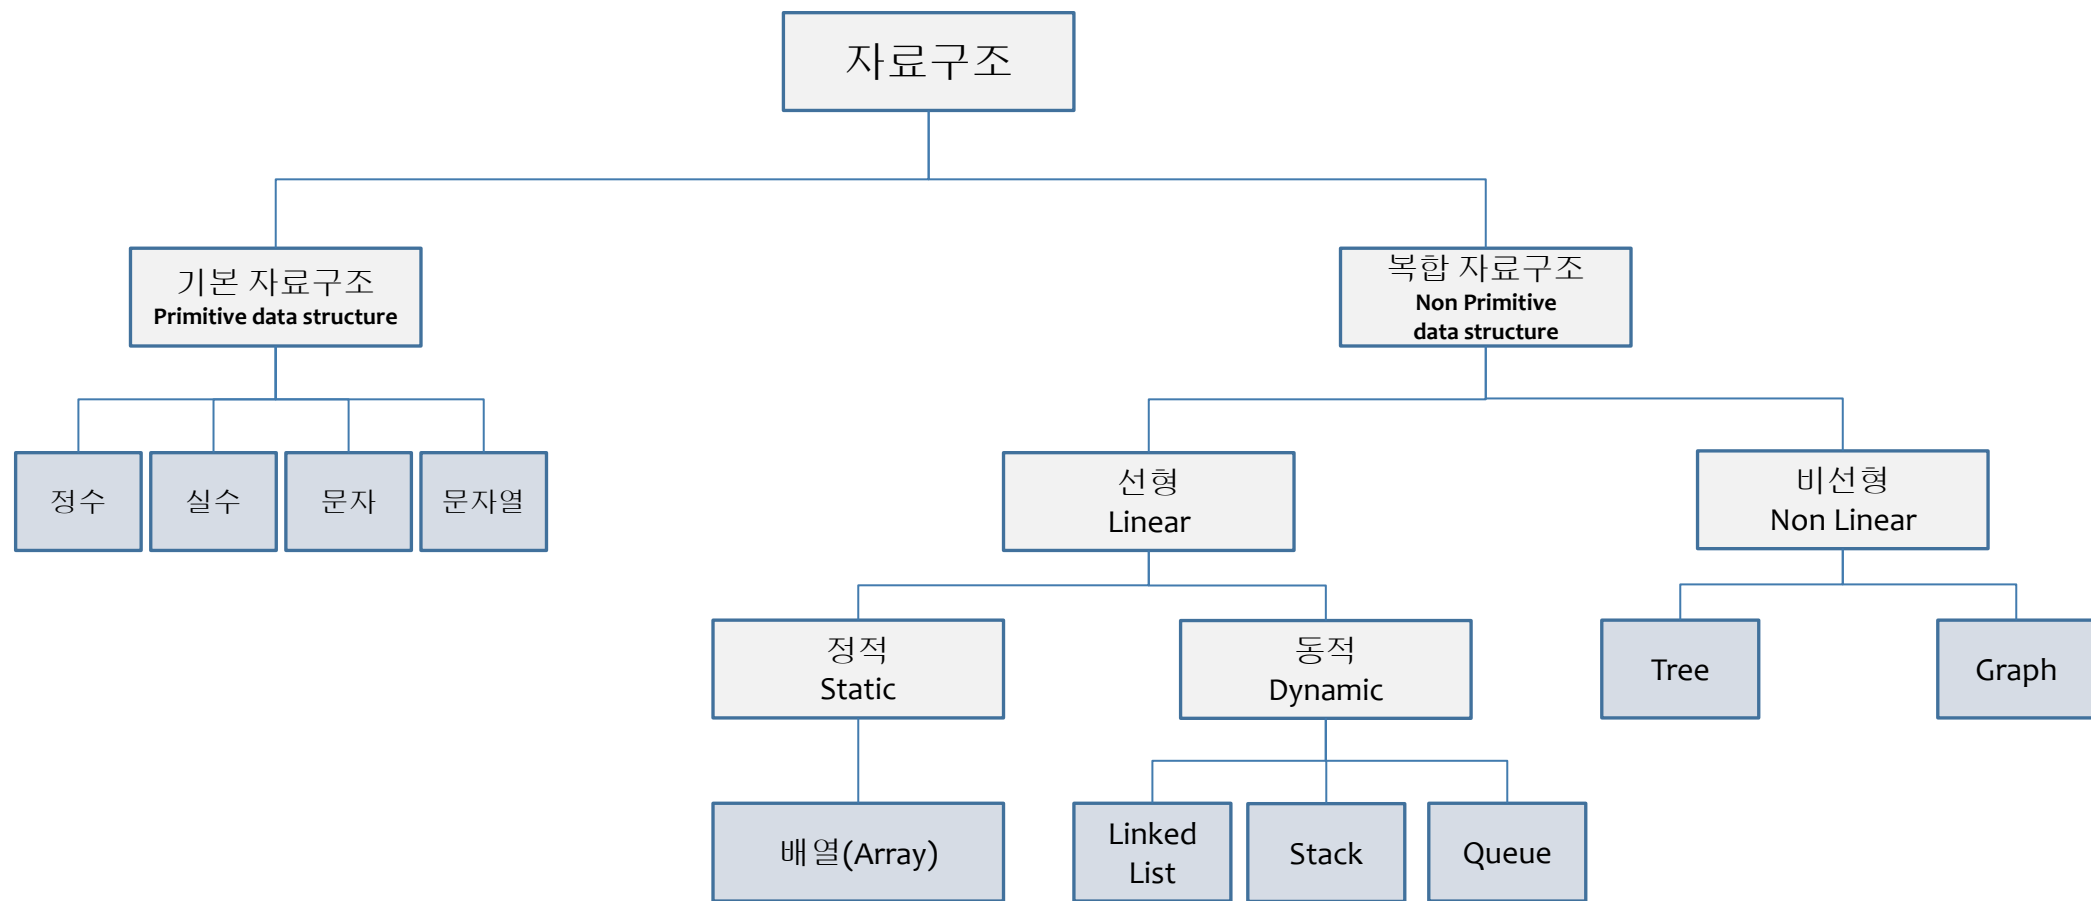 자료구조
기본 자료구조
Primitive data structure
복합 자료구조
Non Primitive
data structure
정수
실수
문자
문자열
선형
Linear
비선형
Non Linear
정적
Static
동적
Dynamic
Tree
Graph
배열(Array)
Linked
List
Stack
Queue